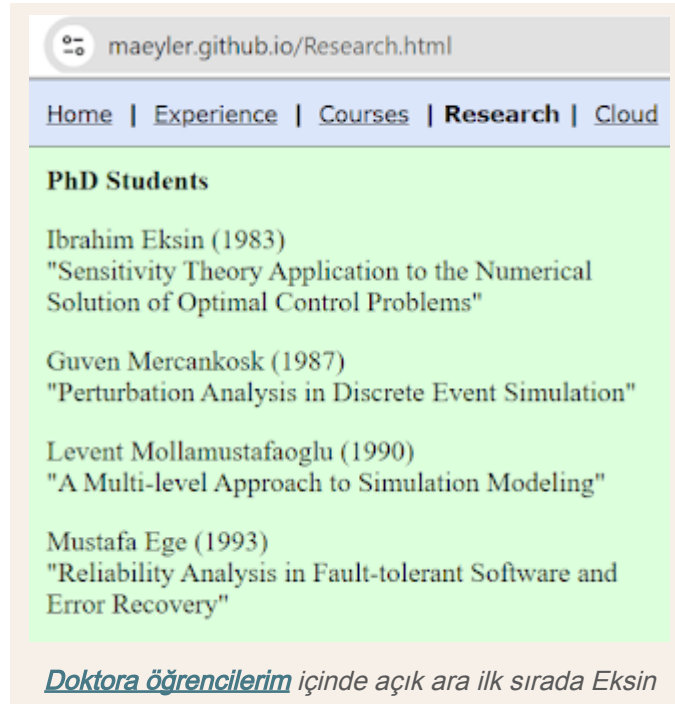 maeyler.github.io/Research.html
Home | Experience | Courses | Research | Cloud
PhD Students
Ibrahim Eksin (1983)
"Sensitivity Theory Application to the Numerical
Solution of Optimal Control Problems"
Guven Mercankosk (1987)
"Perturbation Analysis in Discrete Event Simulation"
Levent Mollamustafaoglu (1990)
"A Multi-level Approach to Simulation Modeling"
Mustafa Ege (1993)
"Reliability Analysis in Fault-tolerant Software and
Error Recovery"
Doktora öğrencilerim içinde açık ara ilk sırada Eksin